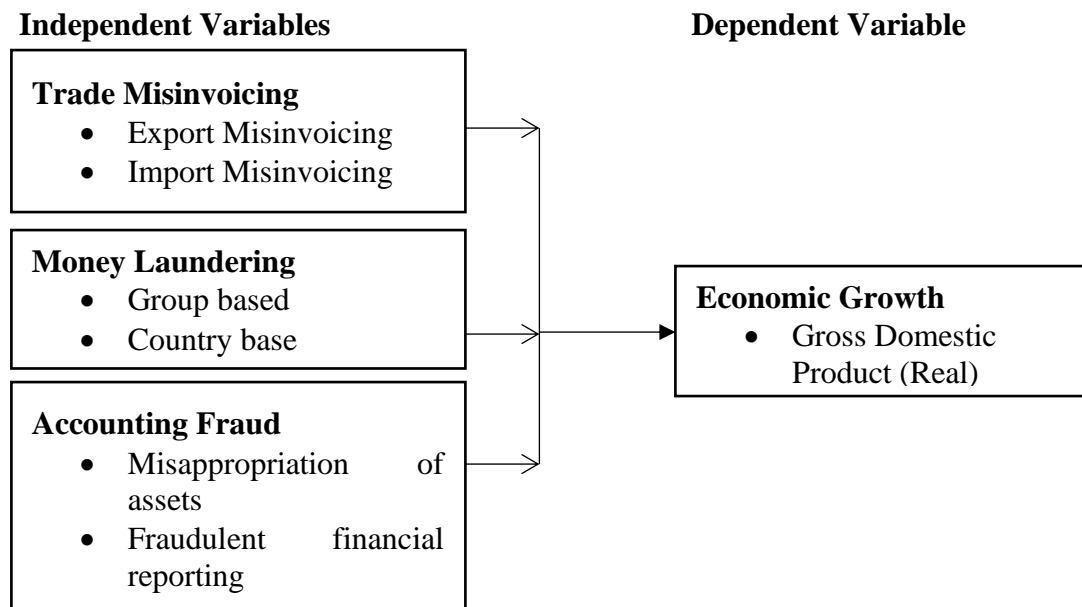 Independent Variables
Dependent Variable
Trade Misinvoicing
• Export Misinvoicing
• Import Misinvoicing
Money Laundering
• Group based
• Country base
Accounting Fraud
• Misappropriation of
assets
• Fraudulent financial
reporting
Economic Growth
• Gross Domestic
Product (Real)